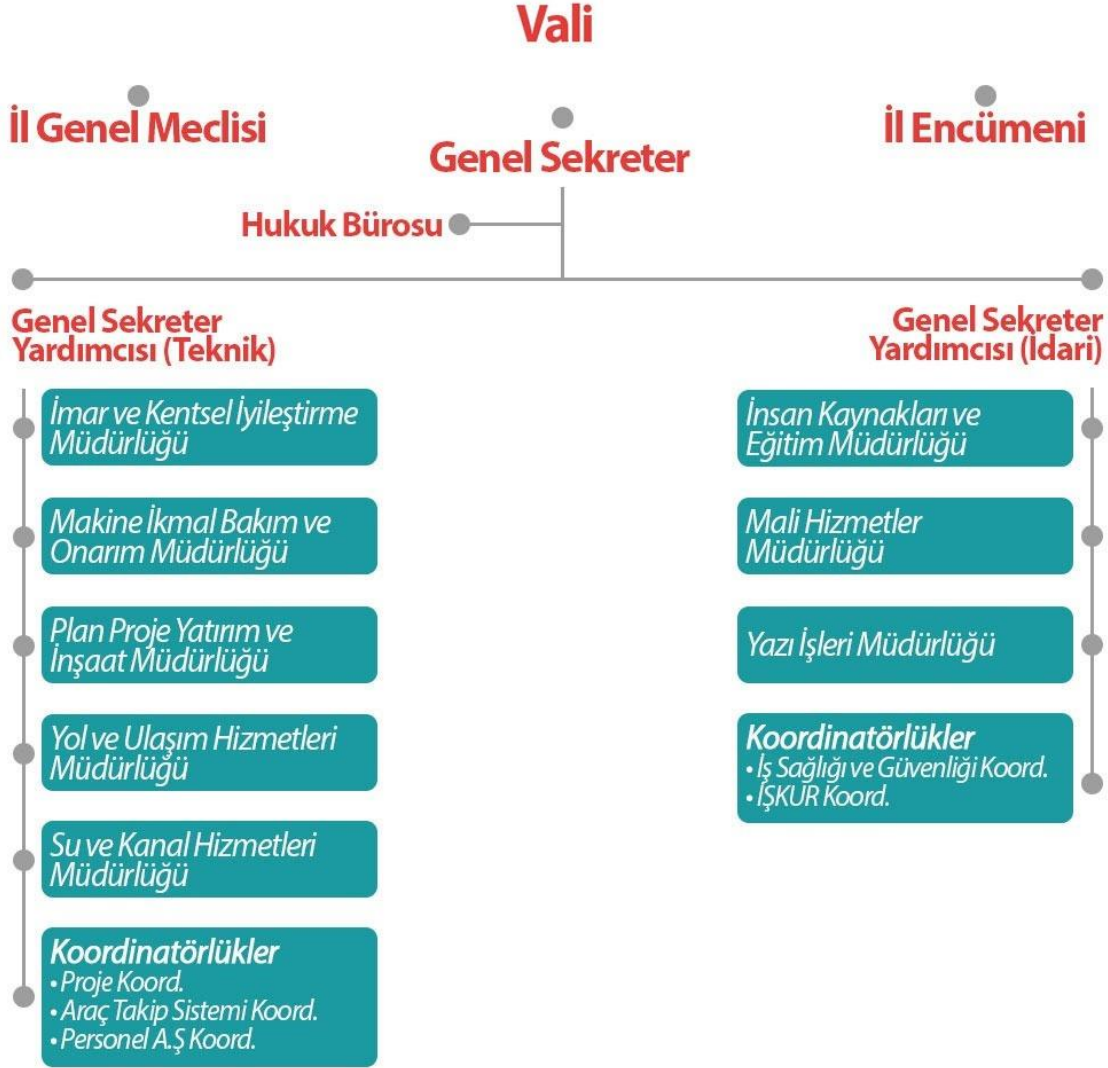 Vali
İl Genel Meclisi
Genel Sekreter
İl Encümeni
Hukuk Bürosu
Genel Sekreter
Yardımcısı (Teknik)
İmar ve Kentsel İyileştirme
Müdürlüğü
Makine İkmal Bakım ve
Onarım Müdürlüğü
Plan Proje Yatırım ve
İnşaat Müdürlüğü
Yol ve Ulaşım Hizmetleri
Müdürlüğü
Su ve Kanal Hizmetleri
Müdürlüğü
Koordinatörlükler
• Proje Koord.
• Araç Takip Sistemi Koord.
• Personel A.Ş Koord.
Genel Sekreter
Yardımcısı (İdari)
İnsan Kaynakları ve
Eğitim Müdürlüğü
Mali Hizmetler
Müdürlüğü
Yazı İşleri Müdürlüğü
Koordinatörlükler
• İş Sağlığı ve Güvenliği Koord.
• İŞKUR Koord.